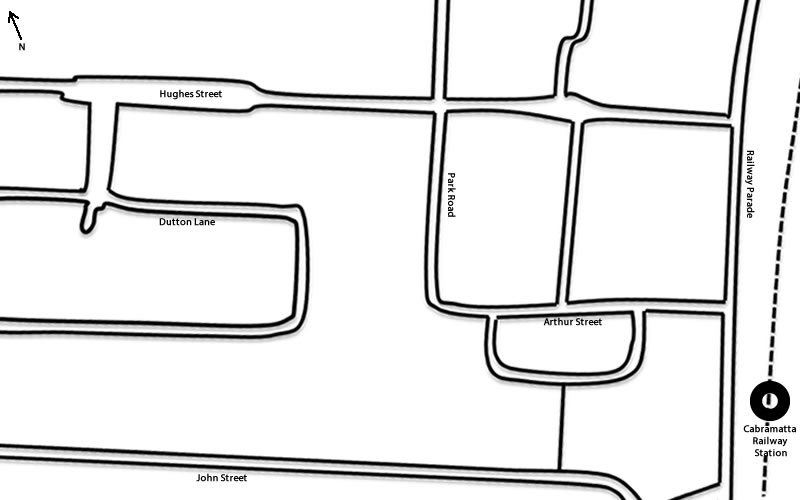 N
Hughes Street
Railway Parade
Park Road
Dutton Lane
Arthur Street
Cabramatta
Railway
Station
John Street